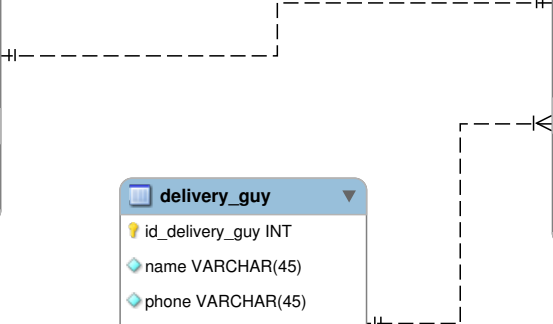 delivery_guy
id_delivery_guy INT
name VARCHAR(45)
phone VARCHAR(45)